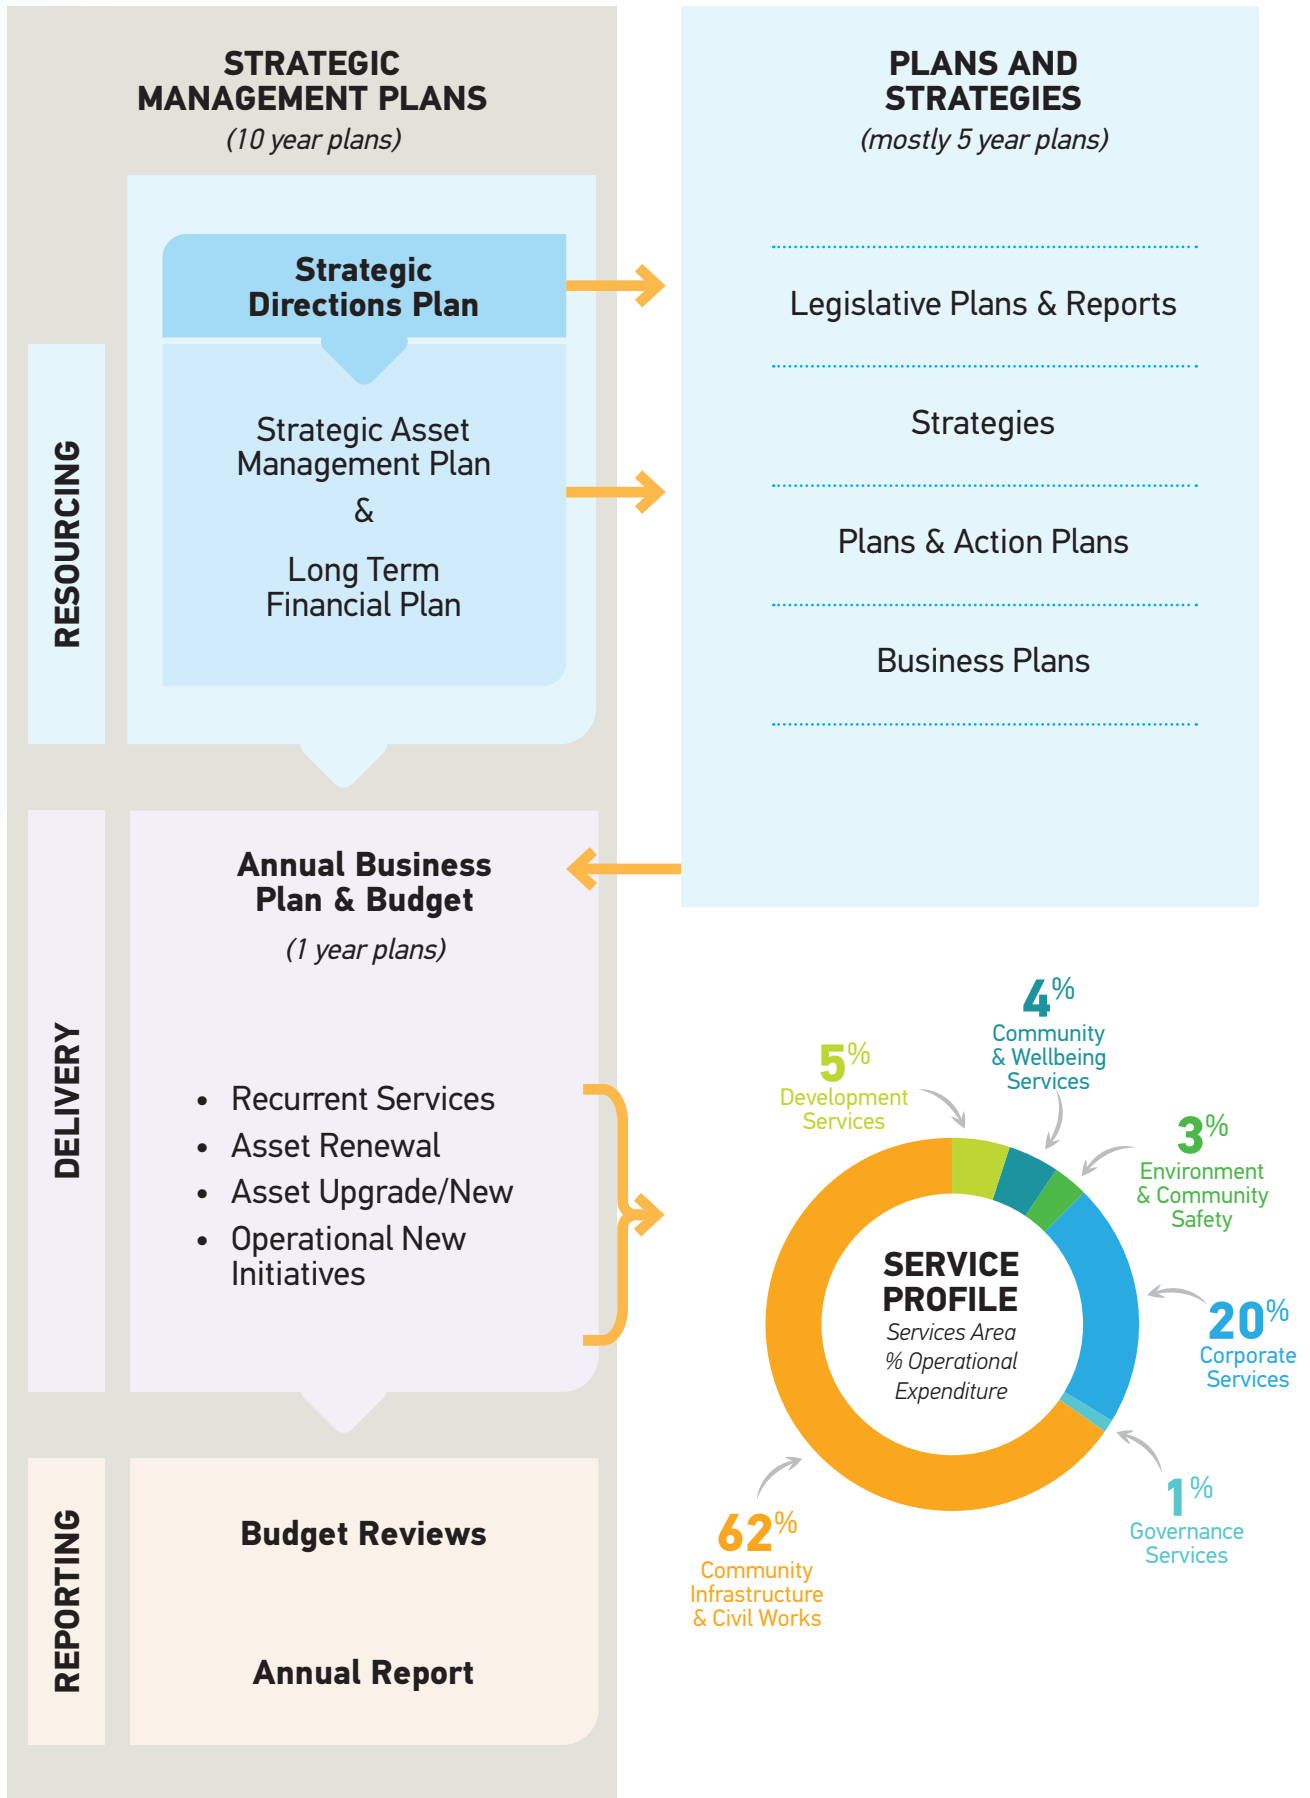 STRATEGIC
MANAGEMENT PLANS
(10 year plans)
Strategic
Directions Plan
RESOURCING
Strategic Asset
Management Plan
&
Long Term
Financial Plan
PLANS AND
STRATEGIES
(mostly 5 year plans)
Legislative Plans & Reports
Strategies
Plans & Action Plans
Business Plans
DELIVERY
Annual Business
Plan & Budget
(1 year plans)
• Recurrent Services
• Asset Renewal
• Asset Upgrade/New
• Operational New
Initiatives
REPORTING
Budget Reviews
Annual Report
SERVICE
PROFILE
Services Area
% Operational
Expenditure
5%
Development
Services
4%
Community
& Wellbeing
Services
3%
Environment
& Community
Safety
20%
Corporate
Services
1%
Governance
Services
62%
Community
Infrastructure
& Civil Works